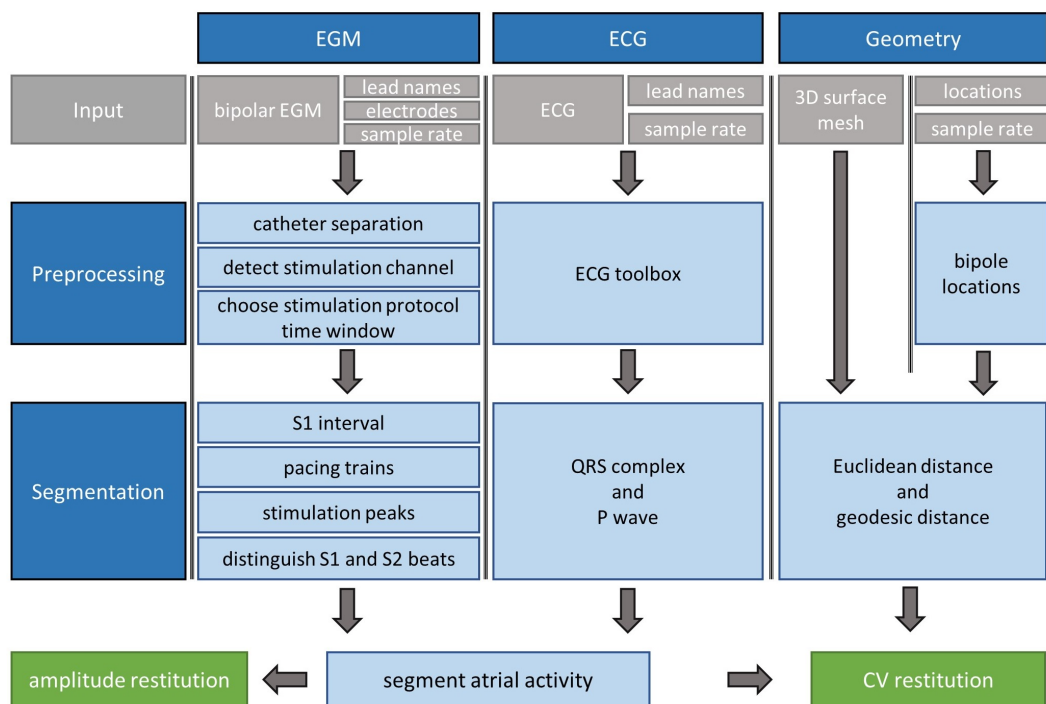 EGM
ECG
Geometry
Input
bipolar EGM
lead names
electrodes
sample rate
ECG
lead names
sample rate
3D surface
mesh
locations
sample rate
Preprocessing
catheter separation
detect stimulation channel
choose stimulation protocol
time window
ECG toolbox
bipole
locations
Segmentation
S1 interval
pacing trains
stimulation peaks
distinguish S1 and S2 beats
QRS complex
and
P wave
Euclidean distance
and
geodesic distance
amplitude restitution
segment atrial activity
CV restitution